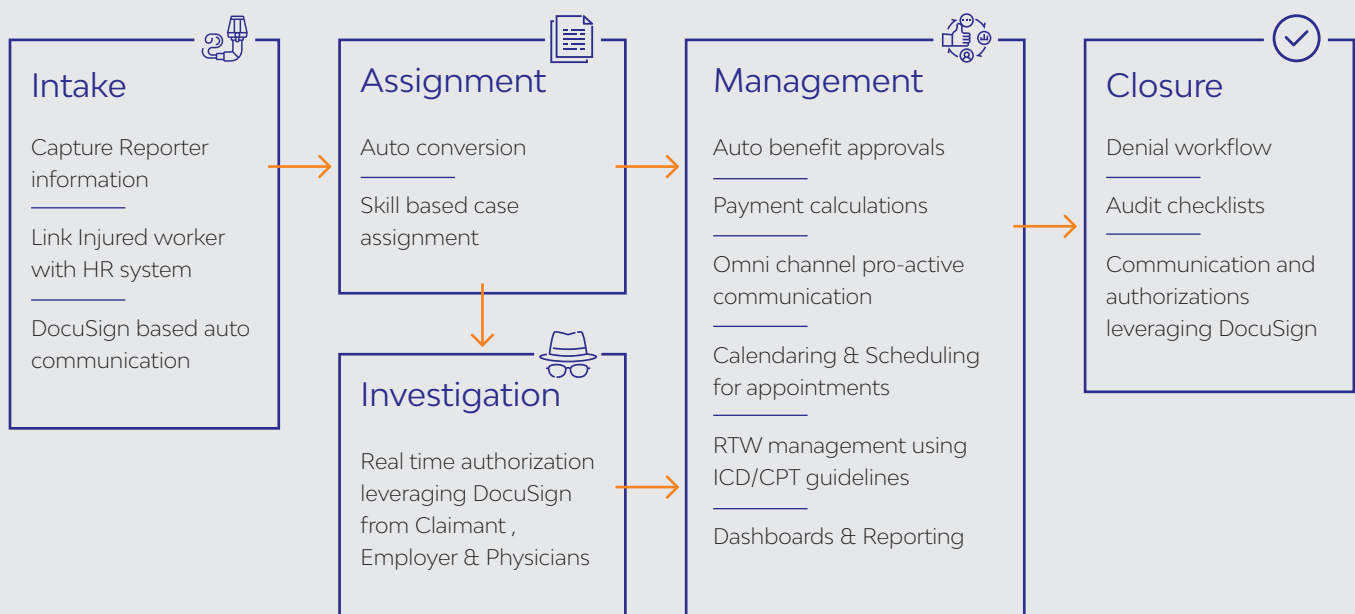 Intake
Capture Reporter
information
Link Injured worker
with HR system
DocuSign based auto
communication
Assignment
Auto conversion
Skill based case
assignment
Investigation
Real time authorization
leveraging DocuSign
from Claimant ,
Employer & Physicians
Management
Auto benefit approvals
Payment calculations
Omni channel pro-active
communication
Calendaring & Scheduling
for appointments
RTW management using
ICD/CPT guidelines
Dashboards & Reporting
Closure
Denial workflow
Audit checklists
Communication and
authorizations
leveraging DocuSign